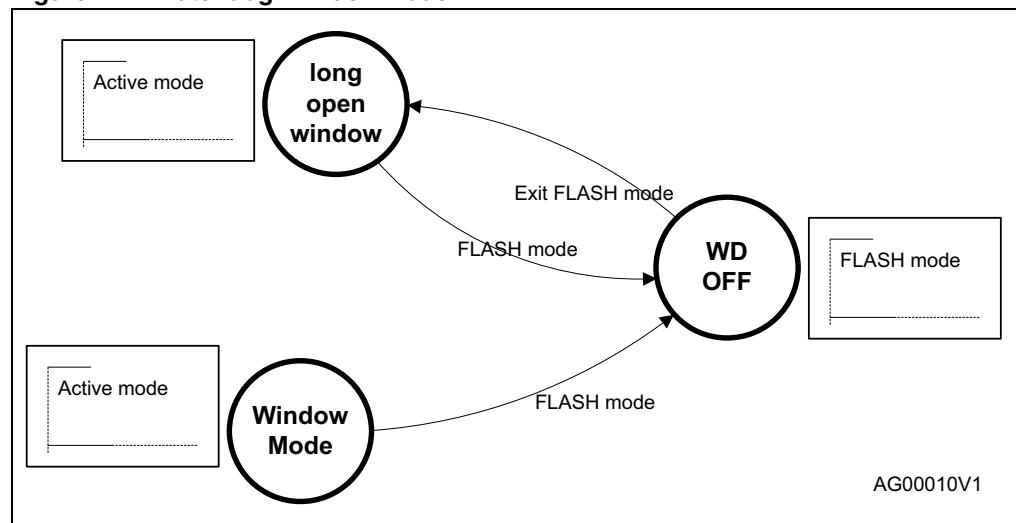 Active mode
long
open
window
Exit FLASH mode
FLASH mode
WD
OFF
FLASH mode
Active mode
Window
Mode
FLASH mode
AG00010V1